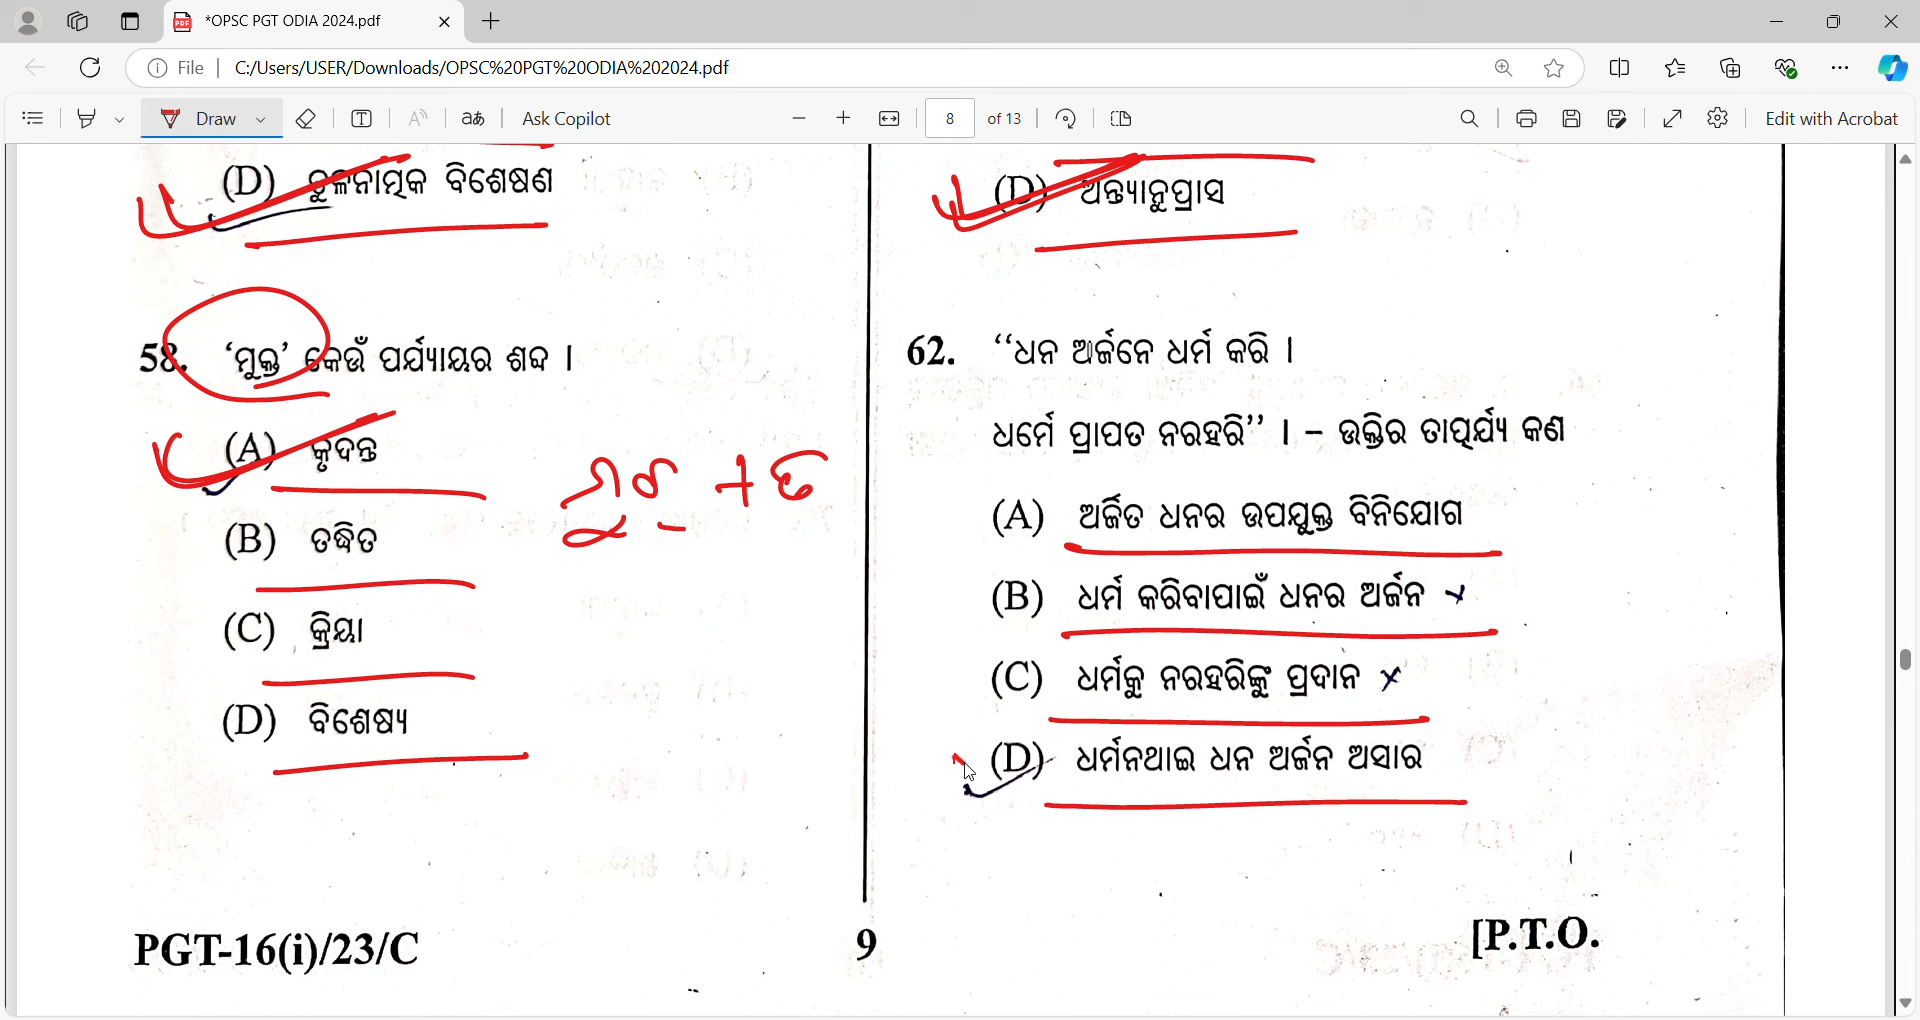 *OPSC PGT ODIA 2024.pdf
File
C:/Users/USER/Downloads/OPSC%20PGT%20ODIA%202024.pdf
Draw
Ask Copilot
8 of 13
Edit with Acrobat
(D) ତୁଳନାତ୍ମକ ବିଶେଷଣ
58. ‘ମୁକ୍ତ’ କେଉଁ ପର୍ଯ୍ୟାୟର ଶବ୍ଦ ।
(A) କୃଦନ୍ତ
(B) ତଦ୍ଧିତ
(C) କ୍ରିୟା
(D) ବିଶେଷ୍ୟ
+ ତ
(D) ଅନ୍ତ୍ୟାନୁପ୍ରାସ
62. “ଧନ ଅର୍ଜନେ ଧର୍ମ କରି ।
ଧର୍ମେ ପ୍ରାପତ ନରହରି” । – ଉକ୍ତିର ତାତ୍ପର୍ଯ୍ୟ କଣ
(A) ଅର୍ଜିତ ଧନର ଉପଯୁକ୍ତ ବିନିଯୋଗ
(B) ଧର୍ମ କରିବାପାଇଁ ଧନର ଅର୍ଜନ
(C) ଧର୍ମକୁ ନରହରିଙ୍କୁ ପ୍ରଦାନ
(D) ଧର୍ମନଥାଇ ଧନ ଅର୍ଜନ ଅସାର
PGT-16(i)/23/C
9
[P.T.O.